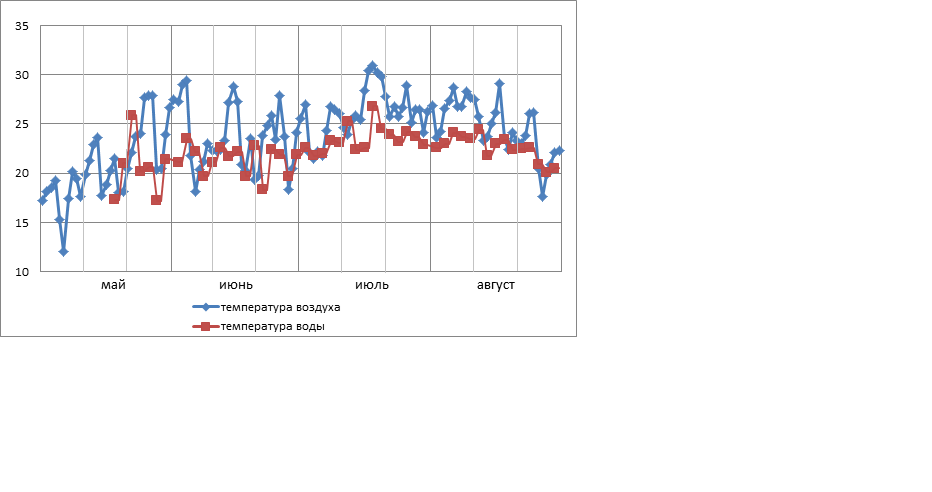 35
30
25
20
15
10
май июнь июль август
температура воздуха
температура воды